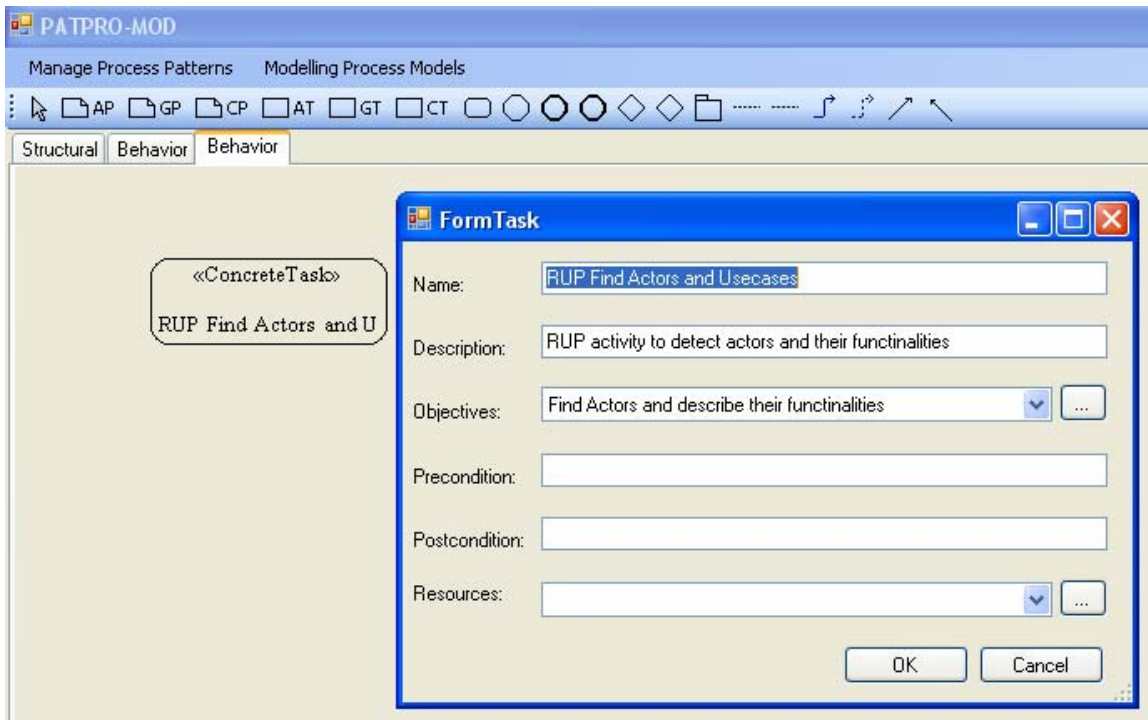 PATPRO-MOD
Manage Process Patterns Modelling Process Models
AP GP CP AT GT CT
Structural Behavior Behavior
«ConcreteTask»
RUP Find Actors and U
FormTask
Name: RUP Find Actors and Usecases
Description: RUP activity to detect actors and their functinalities
Objectives: Find Actors and describe their functinalities ...
Precondition:
Postcondition:
Resources: ...
OK Cancel